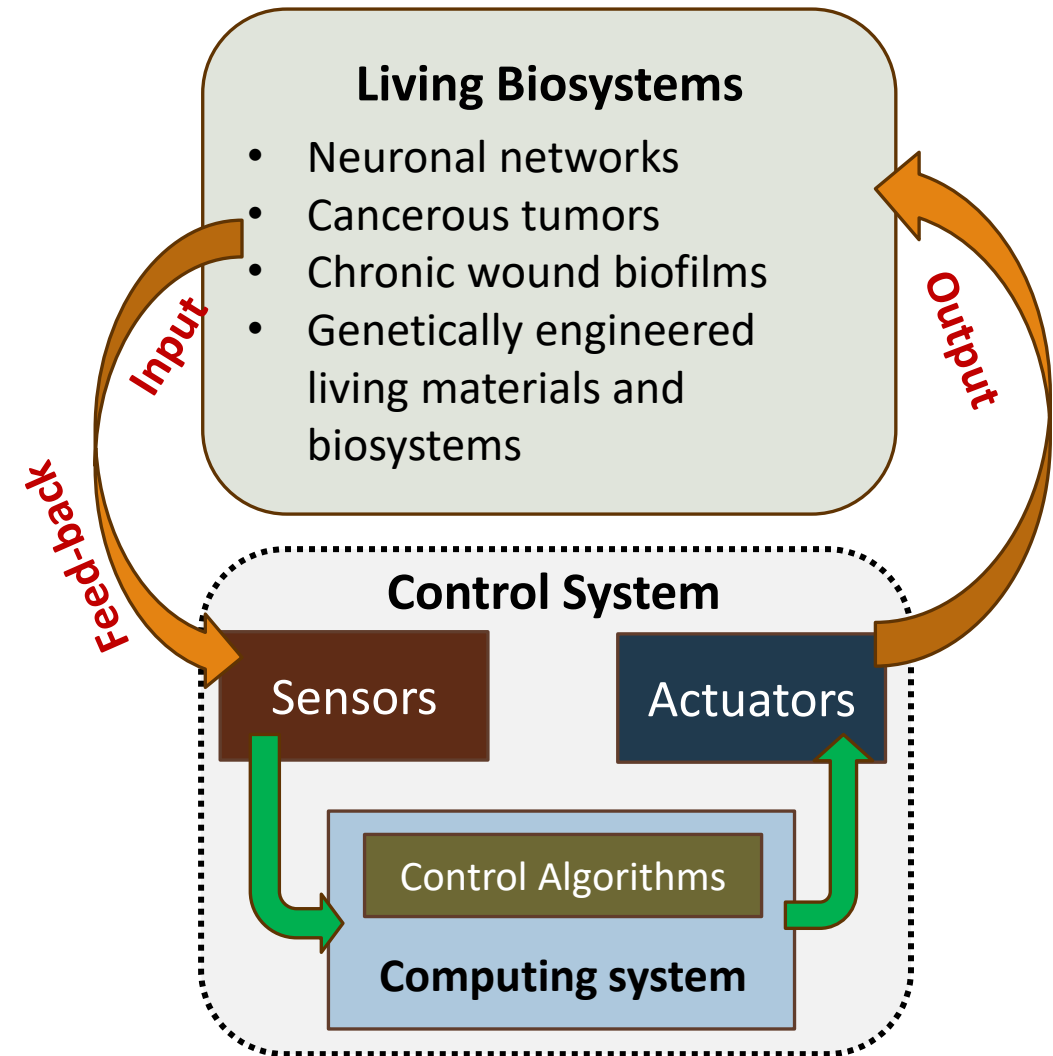 Living Biosystems
• Neuronal networks
• Cancerous tumors
• Chronic wound biofilms
• Genetically engineered
living materials and
biosystems
Input
Feed-back
Output
Control System
Sensors
Actuators
Control Algorithms
Computing system